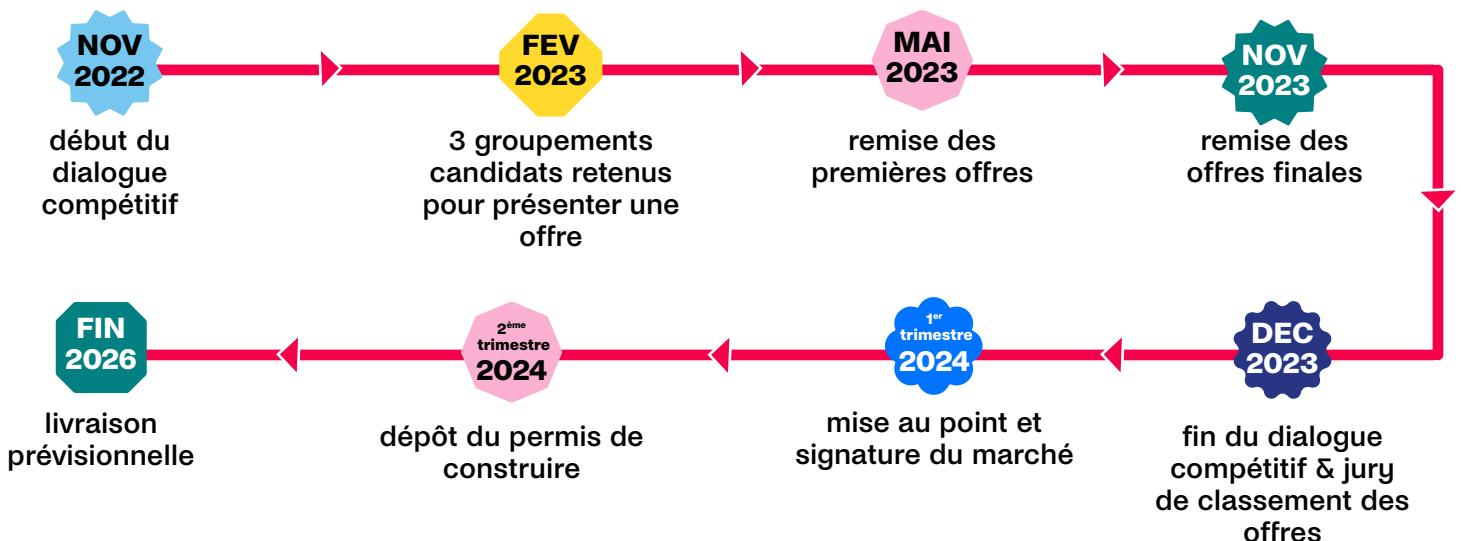 NOV
2022
début du
dialogue
compétitif
FEV
2023
3 groupements
candidats retenus
pour présenter une
offre
MAI
2023
remise des
premières offres
NOV
2023
remise des
offres finales
DEC
2023
fin du dialogue
compétitif & jury
de classement des
offres
1er
trimestre
2024
mise au point et
signature du marché
2ème
trimestre
2024
dépôt du permis de
construire
FIN
2026
livraison
prévisionnelle